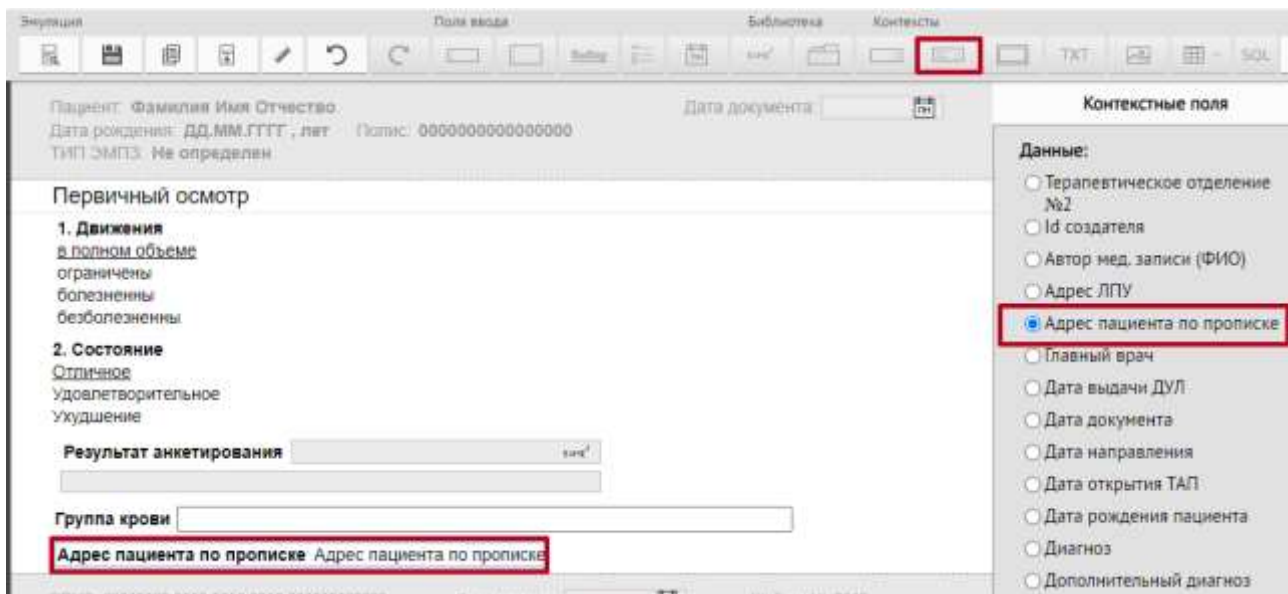 Эмуляция Поля ввода Библиотека Контексты
TXT SQL
Пациент: Фамилия Имя Отчество Дата документа:
Дата рождения: ДД.ММ.ГГГГ , лет Полис: 0000000000000000
ТИП ЭМПЗ: Не определен
Первичный осмотр
1. Движения
в полном объеме
ограничены
болезненны
безболезненны
2. Состояние
Отличное
Удовлетворительное
Ухудшение
Результат анкетирования
Группа крови
Адрес пациента по прописке Адрес пациента по прописке
Контекстные поля
Данные:
Терапевтическое отделение
№2
Id создателя
Автор мед. записи (ФИО)
Адрес ЛПУ
Адрес пациента по прописке
Главный врач
Дата выдачи ДУЛ
Дата документа
Дата направления
Дата открытия ТАП
Дата рождения пациента
Диагноз
Дополнительный диагноз